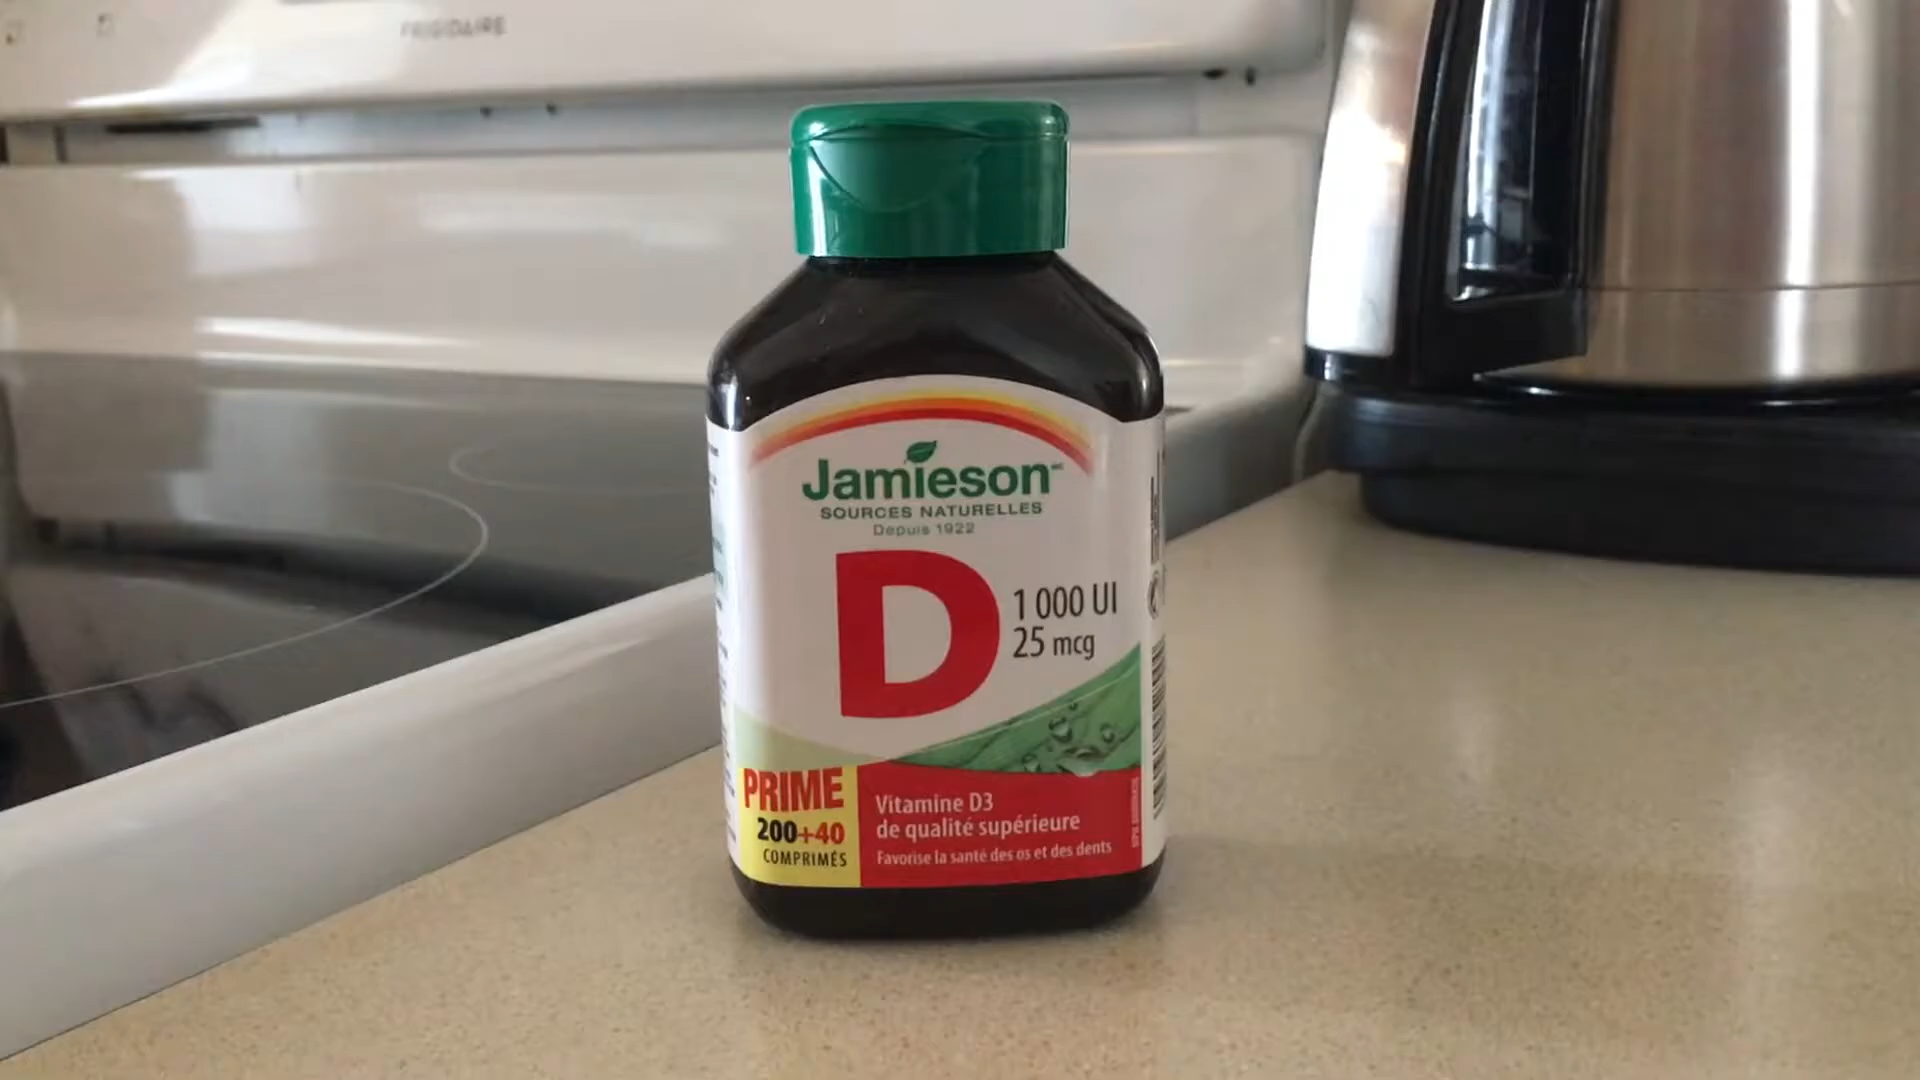 FRIGIDAIRE
Jamieson
SOURCES NATURELLES
Depuis 1922
D
1 000 UI
25 mcg
PRIME
200+40
COMPRIMÉS
Vitamine D3
de qualité supérieure
Favorise la santé des os et des dents